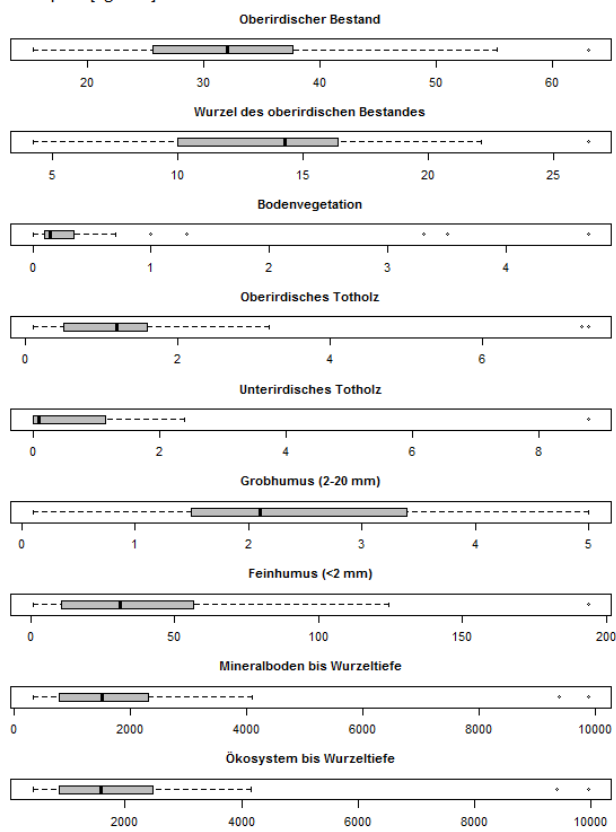 Oberirdischer Bestand
20 30 40 50 60
Wurzel des oberirdischen Bestandes
5 10 15 20 25
Bodenvegetation
0 1 2 3 4
Oberirdisches Totholz
0 2 4 6
Unterirdisches Totholz
0 2 4 6 8
Grobhumus (2-20 mm)
0 1 2 3 4 5
Feinhumus (<2 mm)
0 50 100 150 200
Mineralboden bis Wurzeltiefe
0 2000 4000 6000 8000 10000
Ökosystem bis Wurzeltiefe
2000 4000 6000 8000 10000